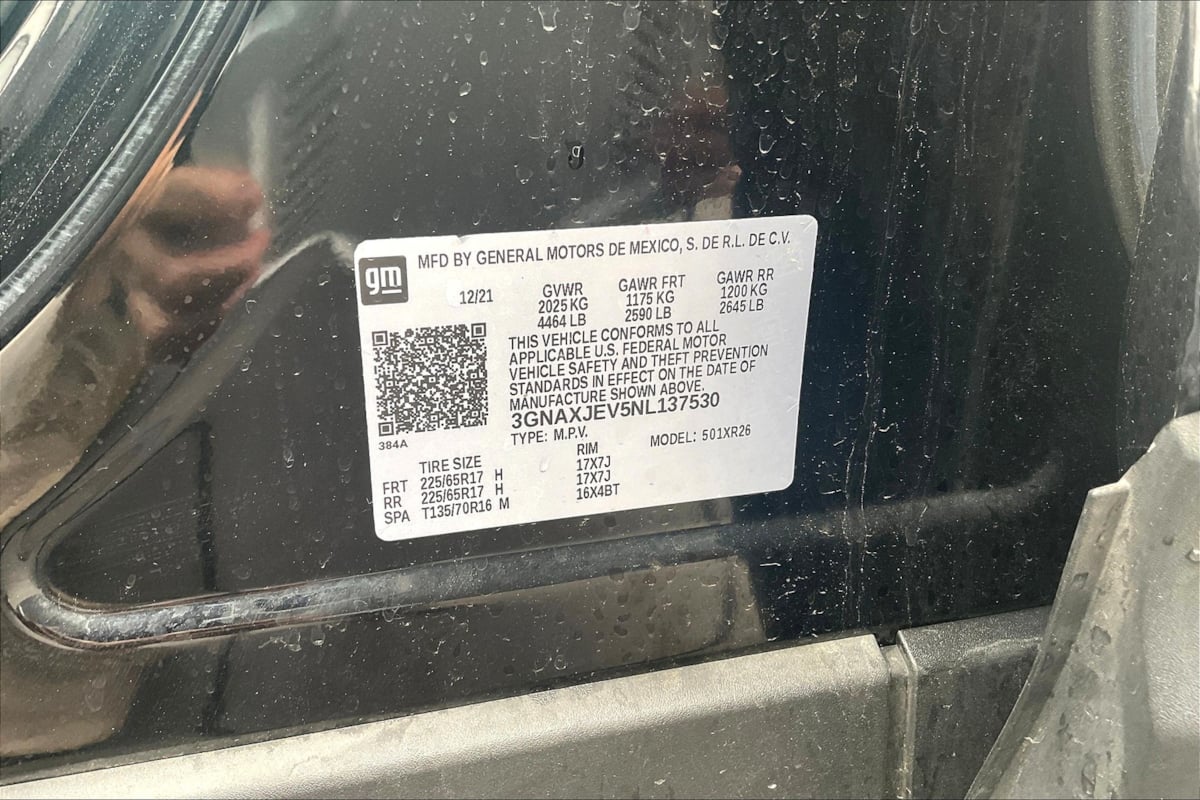 gm
MFD BY GENERAL MOTORS DE MEXICO, S. DE R.L. DE C.V.
12/21 GVWR GAWR FRT GAWR RR
2025 KG 1175 KG 1200 KG
4464 LB 2590 LB 2645 LB
THIS VEHICLE CONFORMS TO ALL
APPLICABLE U.S. FEDERAL MOTOR
VEHICLE SAFETY AND THEFT PREVENTION
STANDARDS IN EFFECT ON THE DATE OF
MANUFACTURE SHOWN ABOVE.
3GNAXJEV5NL137530
384A
TYPE: M.P.V. MODEL: 501XR26
TIRE SIZE RIM
FRT 225/65R17 H 17X7J
RR 225/65R17 H 17X7J
SPA T135/70R16 M 16X4BT